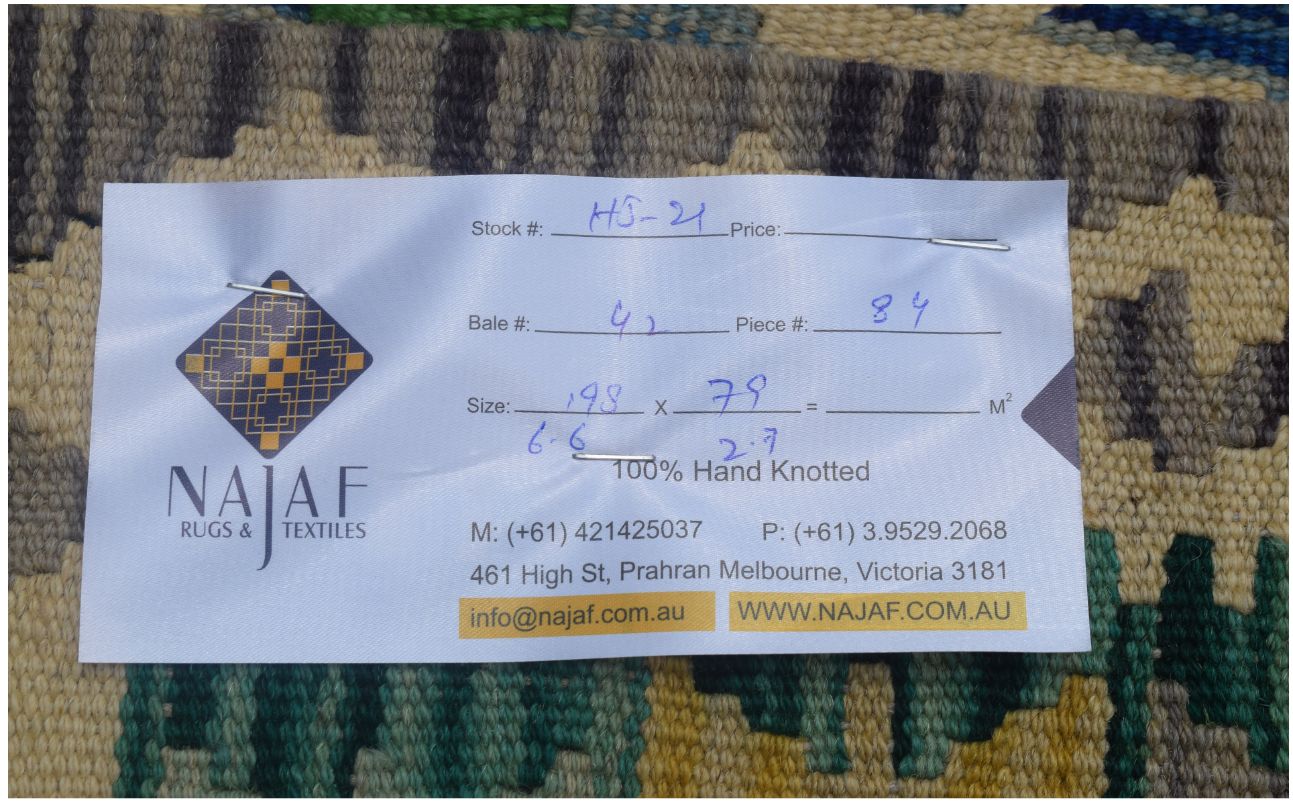 NAJAF
RUGS & TEXTILES
Stock #: HJ-21 Price:
Bale #: 42 Piece #: 84
Size: 198 X 79 = M²
6.6 2.7
100% Hand Knotted
M: (+61) 421425037 P: (+61) 3.9529.2068
461 High St, Prahran Melbourne, Victoria 3181
info@najaf.com.au WWW.NAJAF.COM.AU